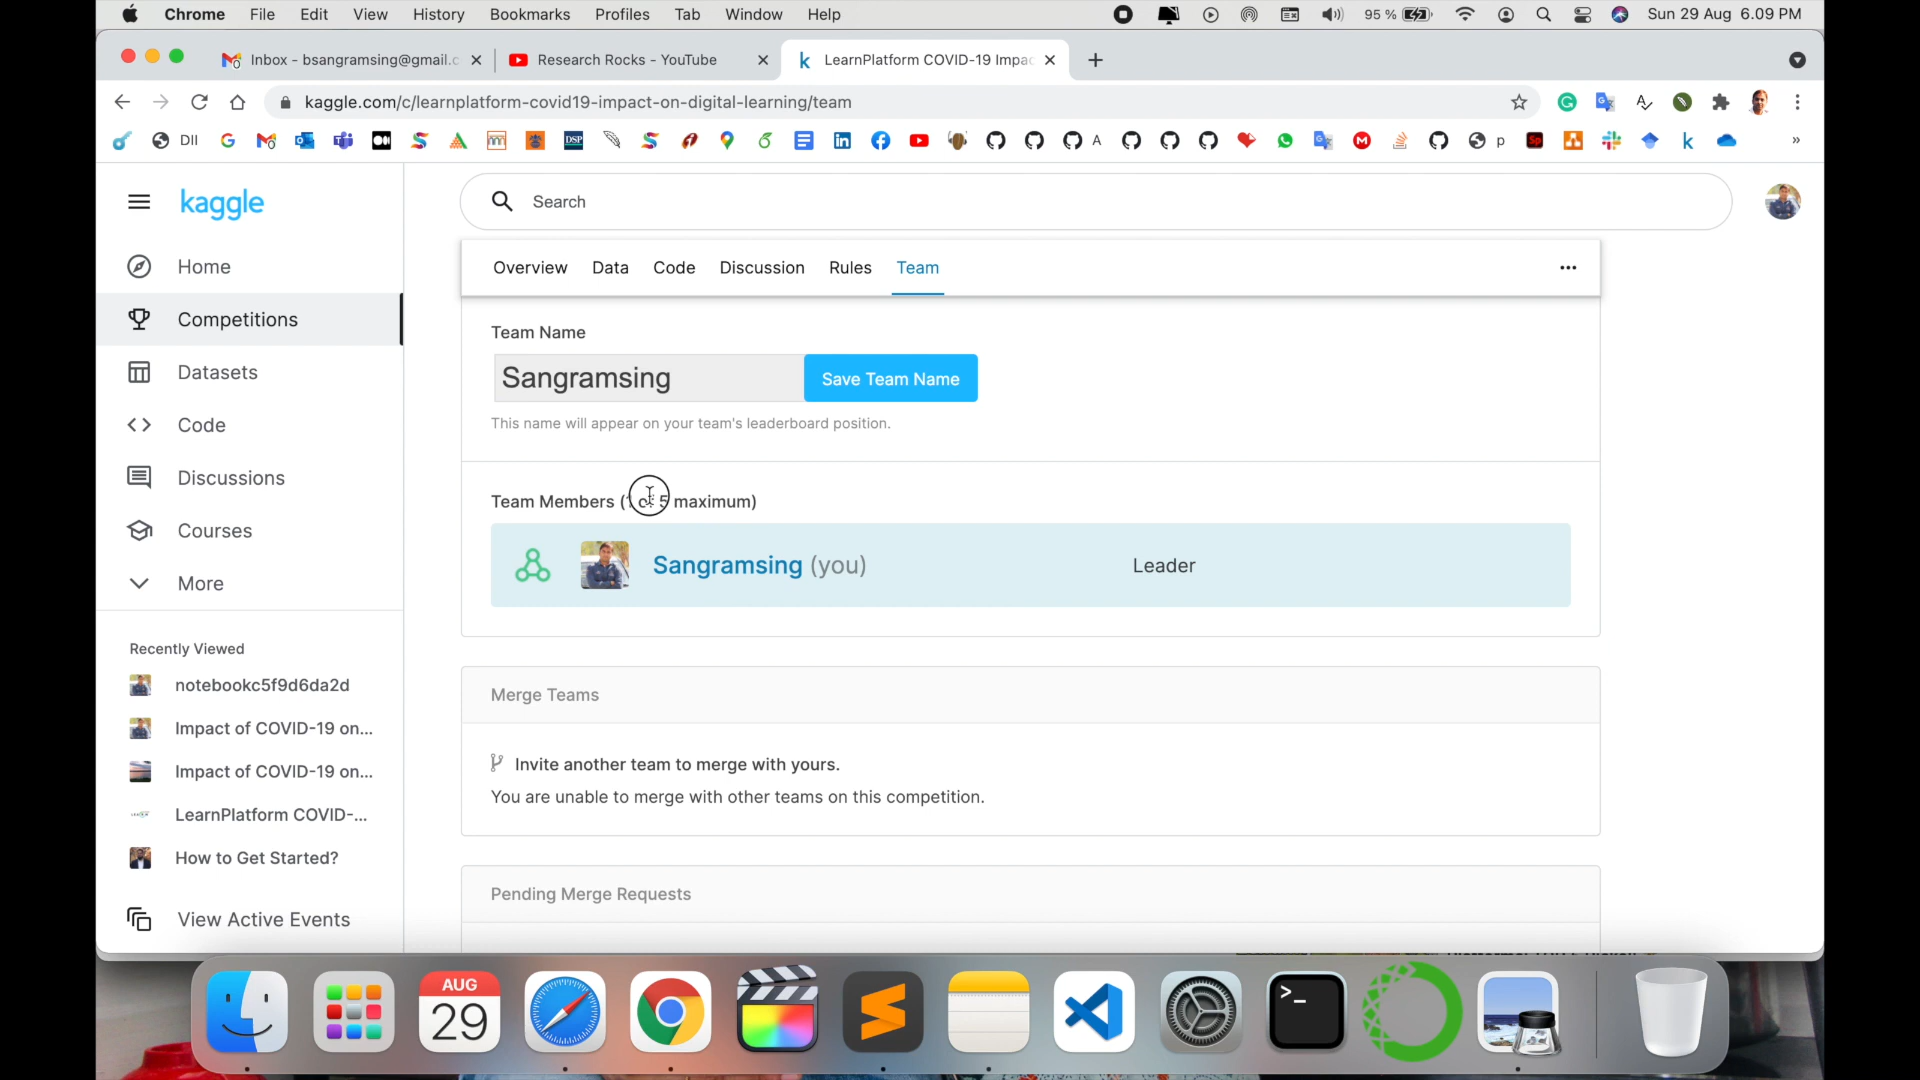 Chrome File Edit View History Bookmarks Profiles Tab Window Help 95 % Sun 29 Aug 6.09 PM
Inbox - bsangramsing@gmail.c Research Rocks - YouTube LearnPlatform COVID-19 Impac
kaggle.com/c/learnplatform-covid19-impact-on-digital-learning/team
DII DSP A p Sp k »
kaggle
Search
Home
Competitions
Datasets
Code
Discussions
Courses
More
Recently Viewed
notebookc5f9d6da2d
Impact of COVID-19 on...
Impact of COVID-19 on...
LearnPlatform COVID-...
How to Get Started?
View Active Events
Overview Data Code Discussion Rules Team
Team Name
Sangramsing Save Team Name
This name will appear on your team's leaderboard position.
Team Members (1 of 5 maximum)
Sangramsing (you) Leader
Merge Teams
Invite another team to merge with yours.
You are unable to merge with other teams on this competition.
Pending Merge Requests
AUG
29